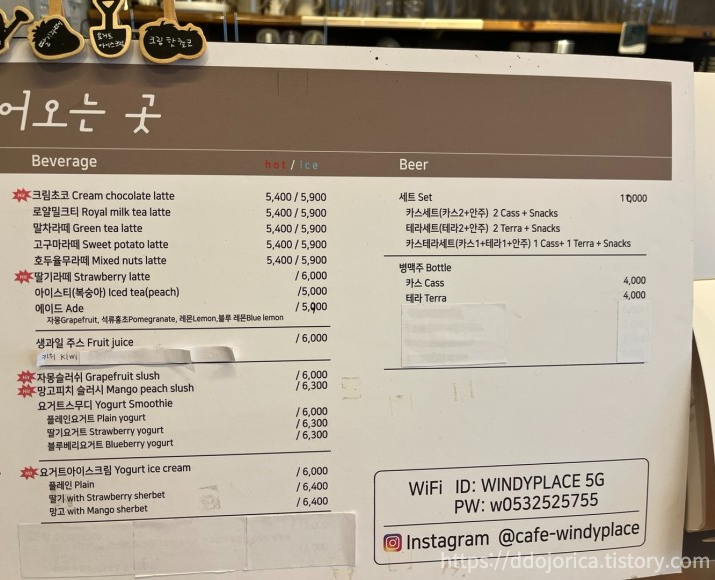 요거트
아이스크림
크림 핫초코
어오는 곳
Beverage hot / ice
크림초코 Cream chocolate latte 5,400 / 5,900
로얄밀크티 Royal milk tea latte 5,400 / 5,900
말차라떼 Green tea latte 5,400 / 5,900
고구마라떼 Sweet potato latte 5,400 / 5,900
호두율무라떼 Mixed nuts latte 5,400 / 5,900
딸기라떼 Strawberry latte / 6,000
아이스티(복숭아) Iced tea(peach) /5,000
에이드 Ade / 5,900
자몽Grapefruit, 석류홍초Pomegranate, 레몬Lemon,블루 레몬Blue lemon
생과일 주스 Fruit juice / 6,000
키위 Kiwi
자몽슬러쉬 Grapefruit slush / 6,000
망고피치 슬러시 Mango peach slush / 6,300
요거트스무디 Yogurt Smoothie
플레인요거트 Plain yogurt / 6,000
딸기요거트 Strawberry yogurt / 6,300
블루베리요거트 Blueberry yogurt / 6,300
요거트아이스크림 Yogurt ice cream / 6,000
플레인 Plain / 6,400
딸기 with Strawberry sherbet / 6,400
망고 with Mango sherbet
Beer
세트 Set
카스세트(카스2+안주) 2 Cass + Snacks
테라세트(테라2+안주) 2 Terra + Snacks
카스테라세트(카스1+테라1+안주) 1 Cass+ 1 Terra + Snacks
병맥주 Bottle
카스 Cass 4,000
테라 Terra 4,000
WiFi ID: WINDYPLACE 5G
PW: w0532525755
Instagram @cafe-windyplace
https://ddojorica.tistory.com